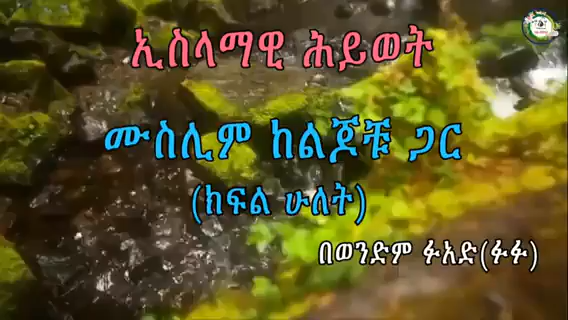 ኢስላማዊ ሕይወት
ሙስሊም ከልጆቹ ጋር
(ክፍል ሁለት)
በወንድም ፉአድ(ፉፉ)